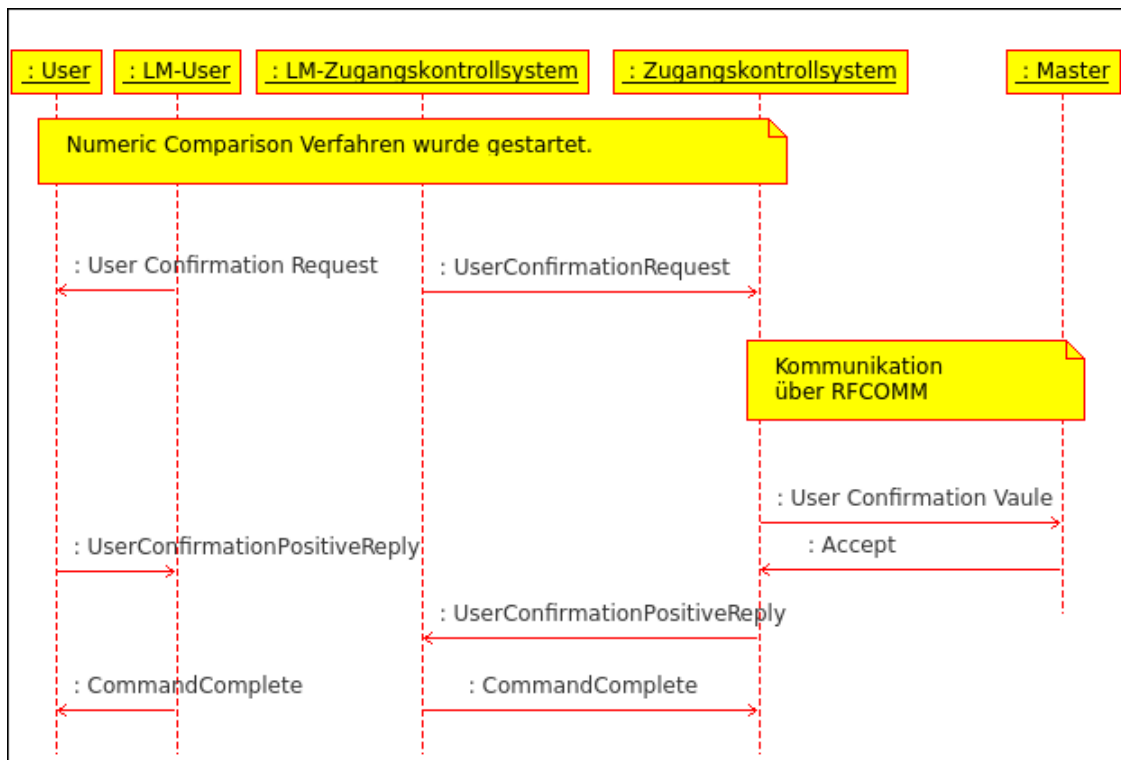 : User
: LM-User
: LM-Zugangskontrollsystem
: Zugangskontrollsystem
: Master
Numeric Comparison Verfahren wurde gestartet.
: User Confirmation Request
: UserConfirmationRequest
Kommunikation
über RFCOMM
: User Confirmation Vaule
: UserConfirmationPositiveReply
: Accept
: UserConfirmationPositiveReply
: CommandComplete
: CommandComplete